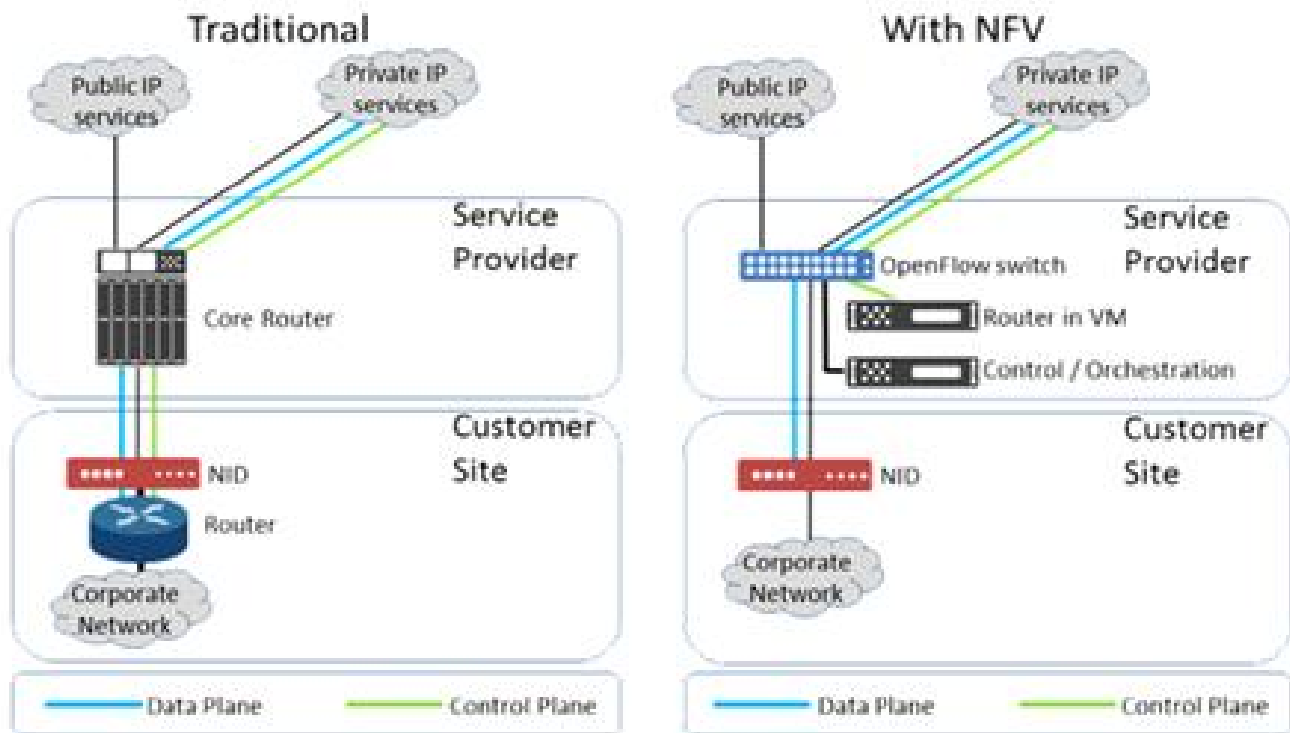 Traditional
Public IP
services
Private IP
services
Service
Provider
Core Router
Customer
Site
NID
Router
Corporate
Network
Data Plane
Control Plane
With NFV
Public IP
services
Private IP
services
Service
Provider
OpenFlow switch
Router in VM
Control / Orchestration
Customer
Site
NID
Corporate
Network
Data Plane
Control Plane